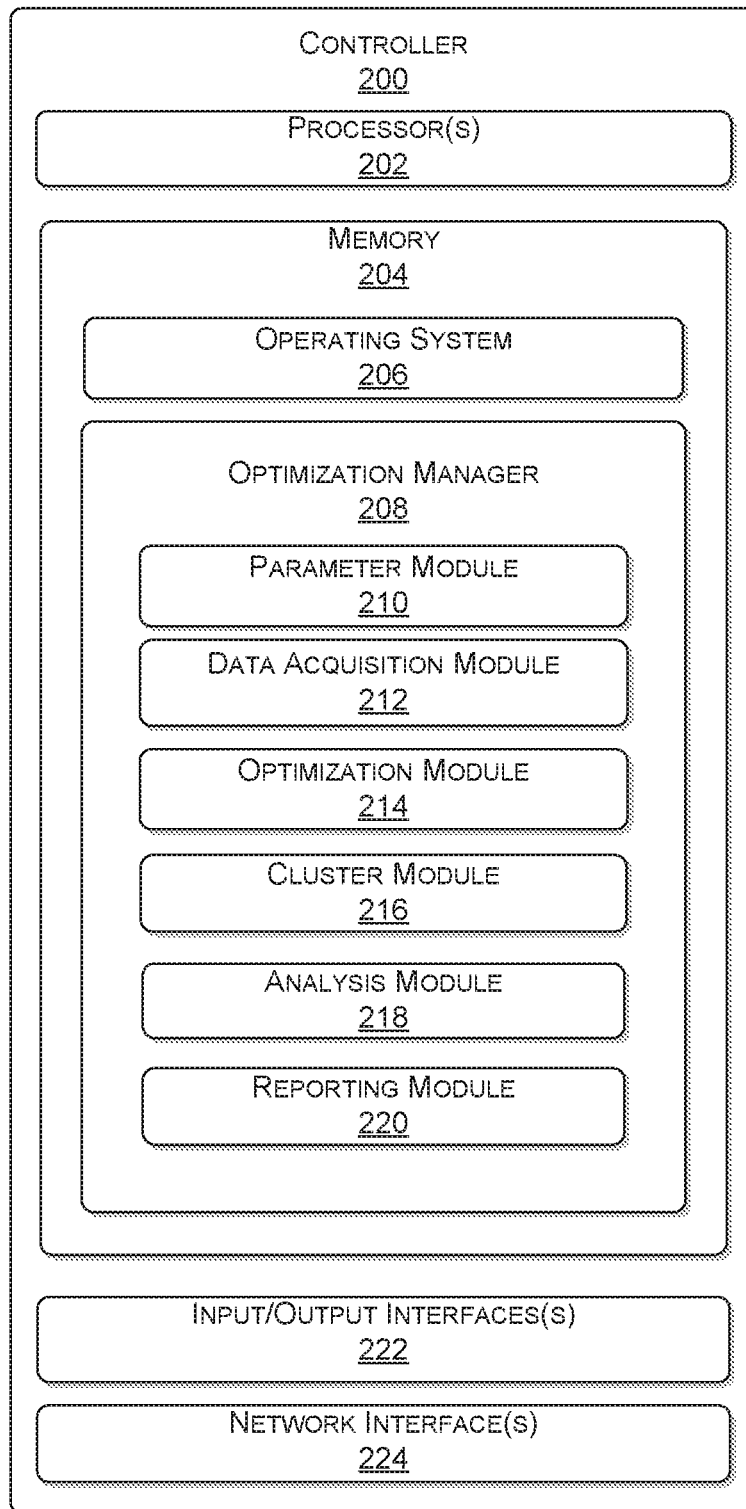 CONTROLLER
200
PROCESSOR(S)
202
MEMORY
204
OPERATING SYSTEM
206
OPTIMIZATION MANAGER
208
PARAMETER MODULE
210
DATA ACQUISITION MODULE
212
OPTIMIZATION MODULE
214
CLUSTER MODULE
216
ANALYSIS MODULE
218
REPORTING MODULE
220
INPUT/OUTPUT INTERFACES(S)
222
NETWORK INTERFACE(S)
224